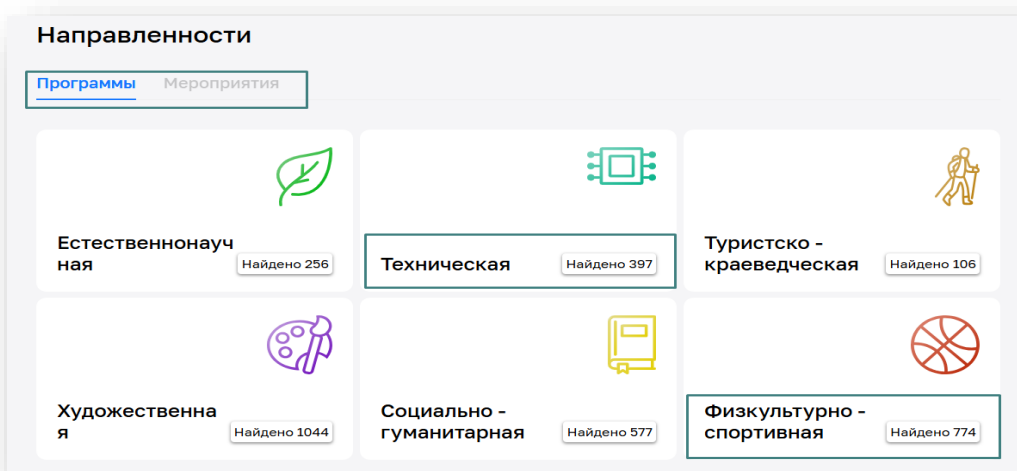 Направленности
Программы Мероприятия
Естественнонауч
ная
Найдено 256
Техническая
Найдено 397
Туристско -
краеведческая
Найдено 106
Художественна
я
Найдено 1044
Социально -
гуманитарная
Найдено 577
Физкультурно -
спортивная
Найдено 774